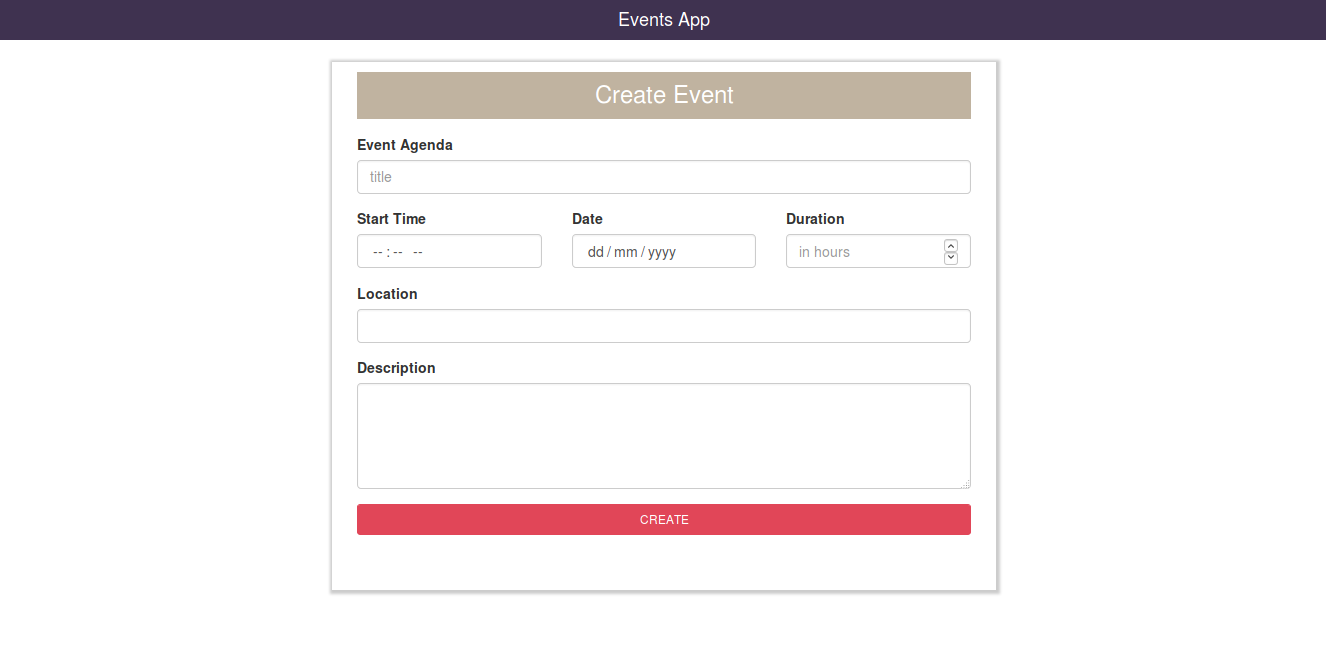 Events App
Create Event
Event Agenda
title
Start Time Date Duration
-- : -- -- dd / mm / yyyy in hours
Location
Description
CREATE